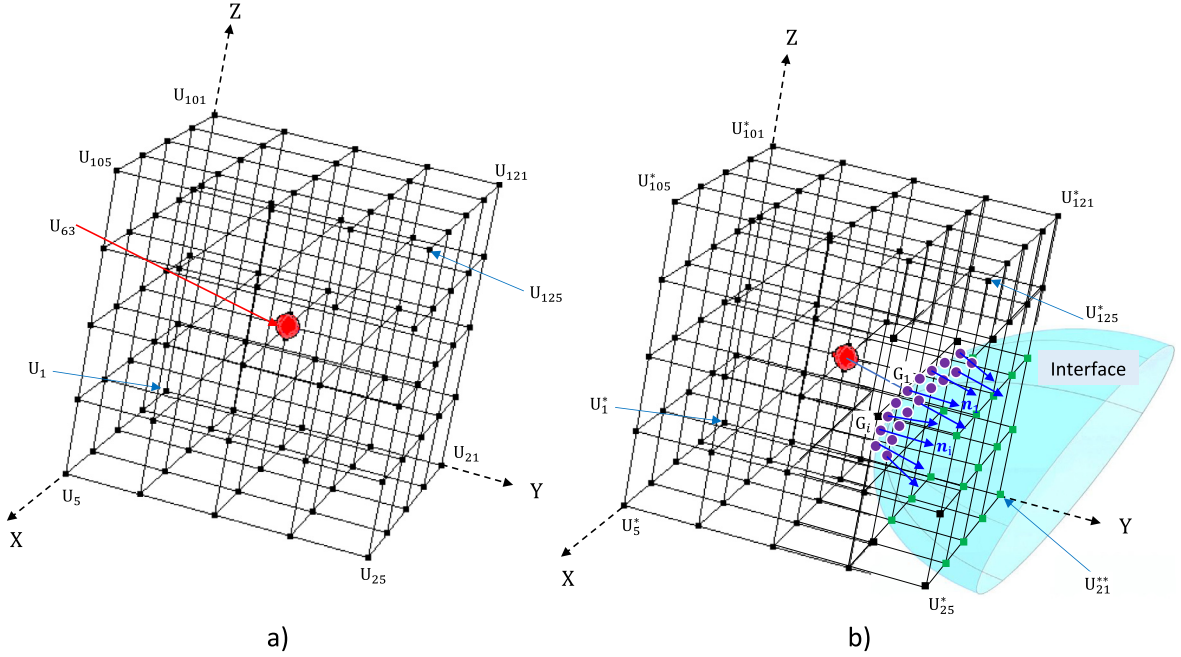 Z
U₁₀₁
U₁₀₅
U₁₂₁
U₆₃
U₁₂₅
U₁
U₂₁
Y
U₅
X
U₂₅
a)
Z
U*₁₀₁
U*₁₀₅
U*₁₂₁
U*₁₂₅
Interface
G₁
n₁
U*₁
Gᵢ
nᵢ
Y
U*₅
X
U**₂₁
U*₂₅
b)